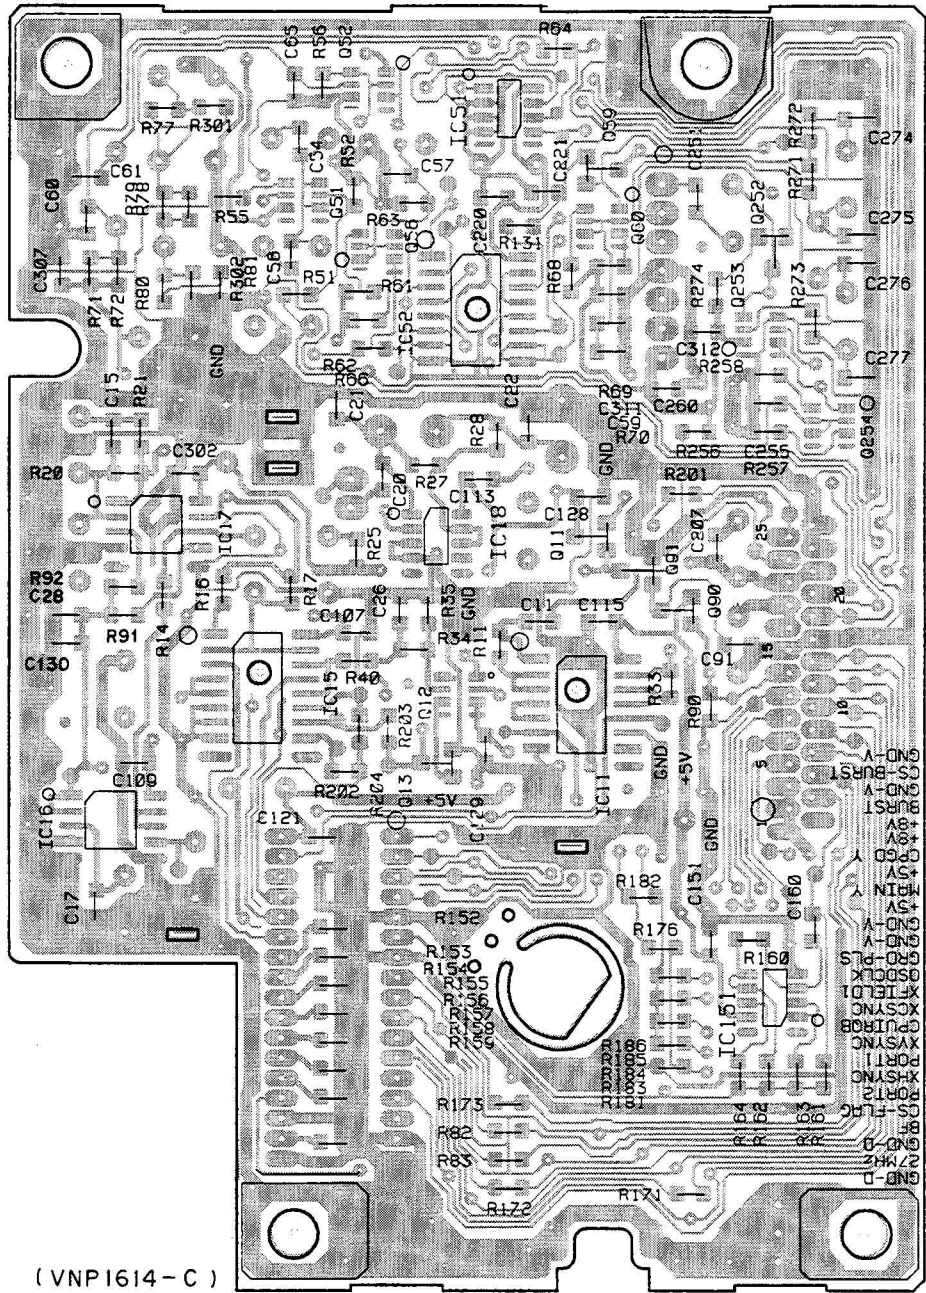 R64
C65
R56
Q52
IC51
R77
R301
C54
R52
Q59
C251
R272
C274
C61
C57
C221
C60
R78
R55
Q51
R63
Q56
C220
R131
Q60
Q252
R271
C275
C307
R71
R72
R80
R302
R81
C58
R51
R61
C52
R68
R274
Q253
R273
C276
GND
R62
R66
C312
R258
C277
C15
R21
C21
R28
C22
R69
C311
C59
R70
C260
R256
C255
R257
Q254
GND
R20
C302
C20
R27
C113
C128
R201
IC17
R25
IC18
Q11
C207
25
R92
C28
R16
R17
C107
C26
R35
GND
C11
C115
Q91
Q90
20
C130
R91
R14
R34
R11
C91
15
IC15
R40
R203
Q12
R33
R90
10
C109
R202
R204
Q13
+5V
C129
IC11
GND
+5V
5
IC16
C121
GND
1
C17
R182
C151
C160
R152
R176
R153
R154
R155
R156
R157
R158
R159
R160
IC151
R186
R185
R184
R183
R181
R173
R82
R83
R172
R171
R164
R162
R163
R161
GND-V
CS-BURST
GND-V
BURST
+8V
+8V
CPGD Y
+5V
MAIN Y
+5V
GND-V
GND-V
GRD-PLS
OSDCLK
XFIELD1
XCSYNC
CPUIRQB
XVSYNC
PORT1
XHSYNC
PORT2
CS-FLAG
BF
GND-D
27MHZ
GND-D
(VNP1614-C)